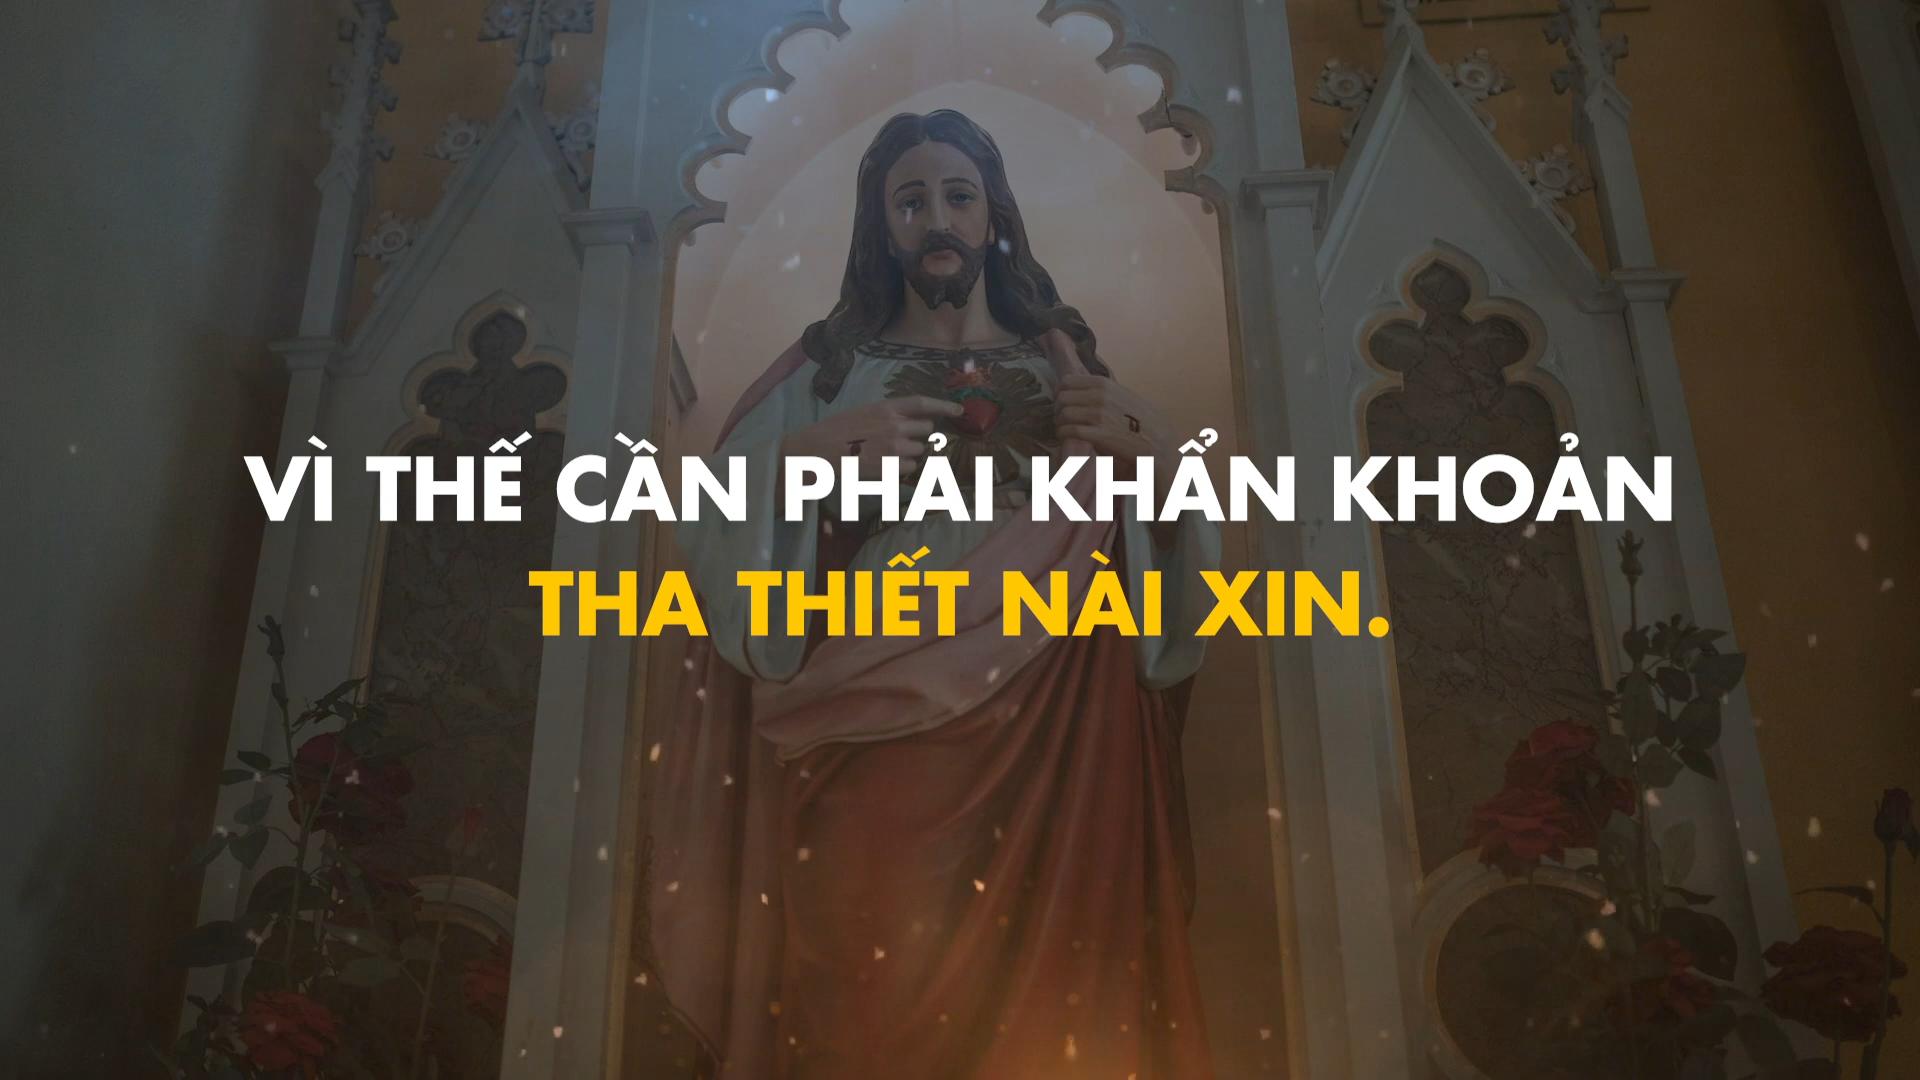 VÌ THẾ CẦN PHẢI KHẨN KHOẢN
THA THIẾT NÀI XIN.